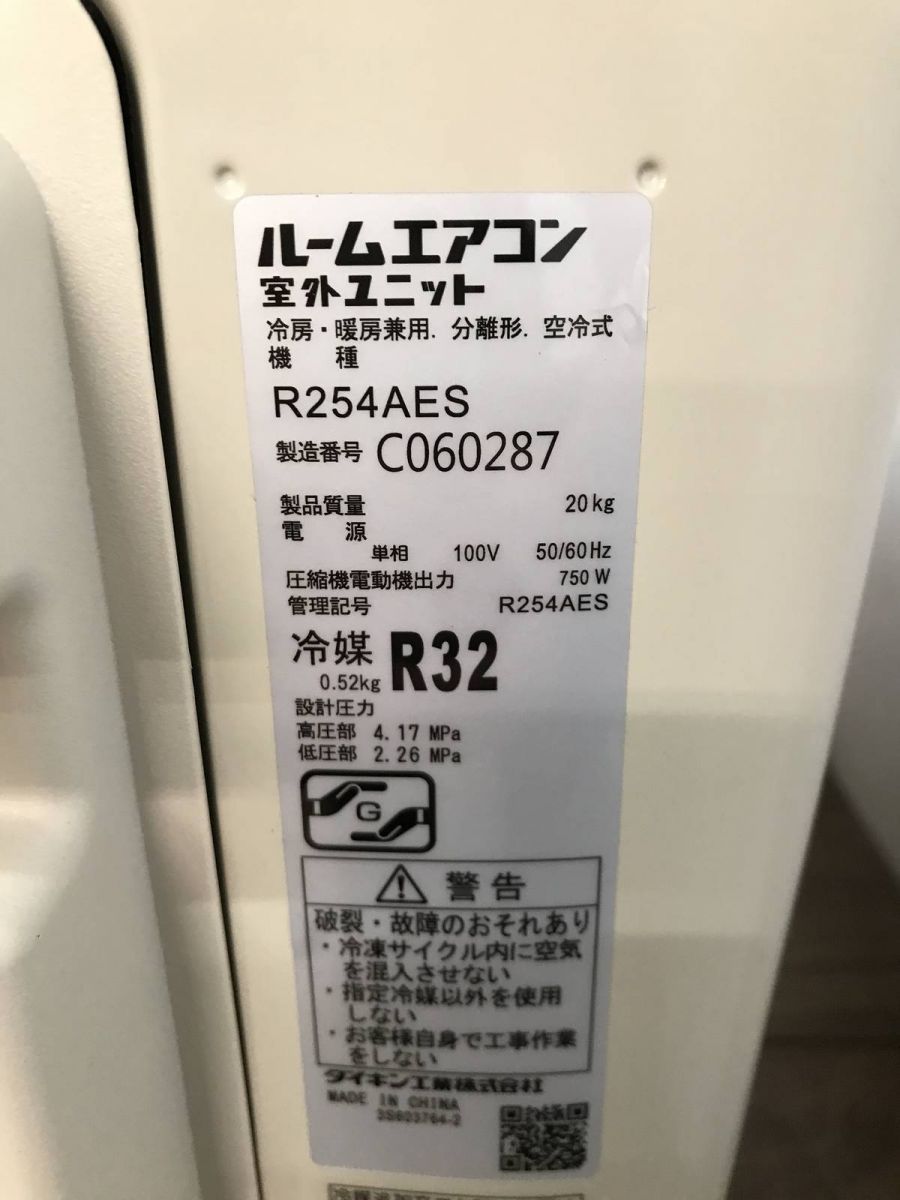 ルームエアコン
室外ユニット
冷房・暖房兼用. 分離形. 空冷式
機 種
R254AES
製造番号 C060287
製品質量 20kg
電 源
単相 100V 50/60Hz
圧縮機電動機出力 750W
管理記号 R254AES
冷媒 R32
0.52kg
設計圧力
高圧部 4.17 MPa
低圧部 2.26 MPa
G
警告
破裂・故障のおそれあり
・冷凍サイクル内に空気
を混入させない
・指定冷媒以外を使用
しない
・お客様自身で工事作業
をしない
ダイキン工業株式会社
MADE IN CHINA
3S623764-2